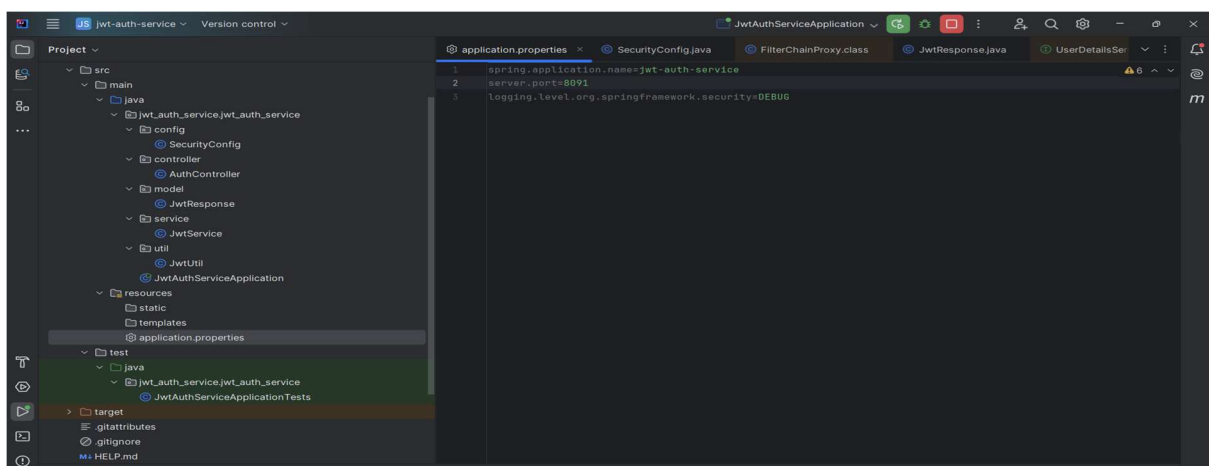 JS jwt-auth-service Version control JwtAuthServiceApplication
Project
application.properties SecurityConfig.java FilterChainProxy.class JwtResponse.java UserDetailsSer
src
main
java
jwt_auth_service.jwt_auth_service
config
SecurityConfig
controller
AuthController
model
JwtResponse
service
JwtService
util
JwtUtil
JwtAuthServiceApplication
resources
static
templates
application.properties
test
java
jwt_auth_service.jwt_auth_service
JwtAuthServiceApplicationTests
target
.gitattributes
.gitignore
M↓ HELP.md
1 spring.application.name=jwt-auth-service
2 server.port=8091
3 logging.level.org.springframework.security=DEBUG
6
m